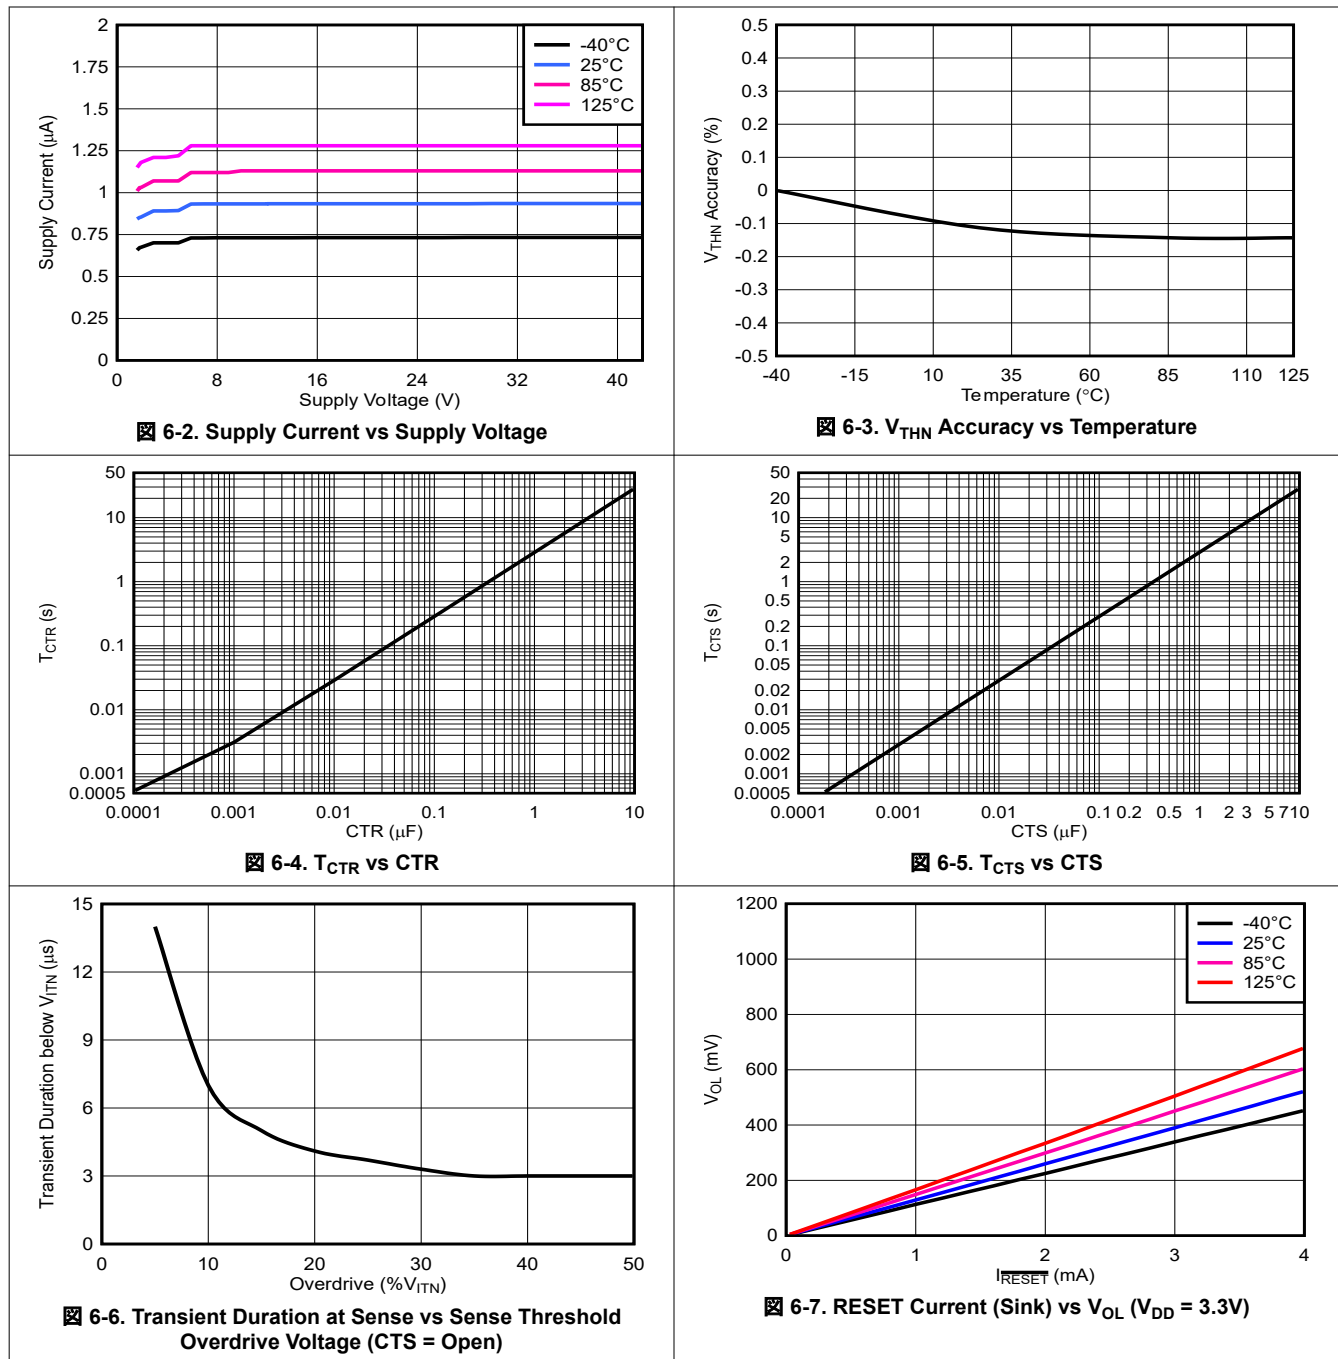 2
1.75
1.5
1.25
1
0.75
0.5
0.25
0
Supply Current (μA)
-40°C
25°C
85°C
125°C
0 8 16 24 32 40
Supply Voltage (V)
図 6-2. Supply Current vs Supply Voltage
0.5
0.4
0.3
0.2
0.1
0
-0.1
-0.2
-0.3
-0.4
-0.5
VTHN Accuracy (%)
-40 -15 10 35 60 85 110 125
Temperature (°C)
図 6-3. VTHN Accuracy vs Temperature
50
10
1
0.1
0.01
0.001
0.0005
TCTR (s)
0.0001 0.001 0.01 0.1 1 10
CTR (μF)
図 6-4. TCTR vs CTR
50
20
10
5
2
1
0.5
0.2
0.1
0.05
0.02
0.01
0.005
0.002
0.001
0.0005
TCTS (s)
0.0001 0.001 0.01 0.1 0.2 0.5 1 2 3 5 7 10
CTS (μF)
図 6-5. TCTS vs CTS
15
12
9
6
3
0
Transient Duration below VITN (μs)
0 10 20 30 40 50
Overdrive (%VITN)
図 6-6. Transient Duration at Sense vs Sense Threshold
Overdrive Voltage (CTS = Open)
1200
1000
800
600
400
200
0
VOL (mV)
-40°C
25°C
85°C
125°C
0 1 2 3 4
IRESET (mA)
図 6-7. RESET Current (Sink) vs VOL (VDD = 3.3V)